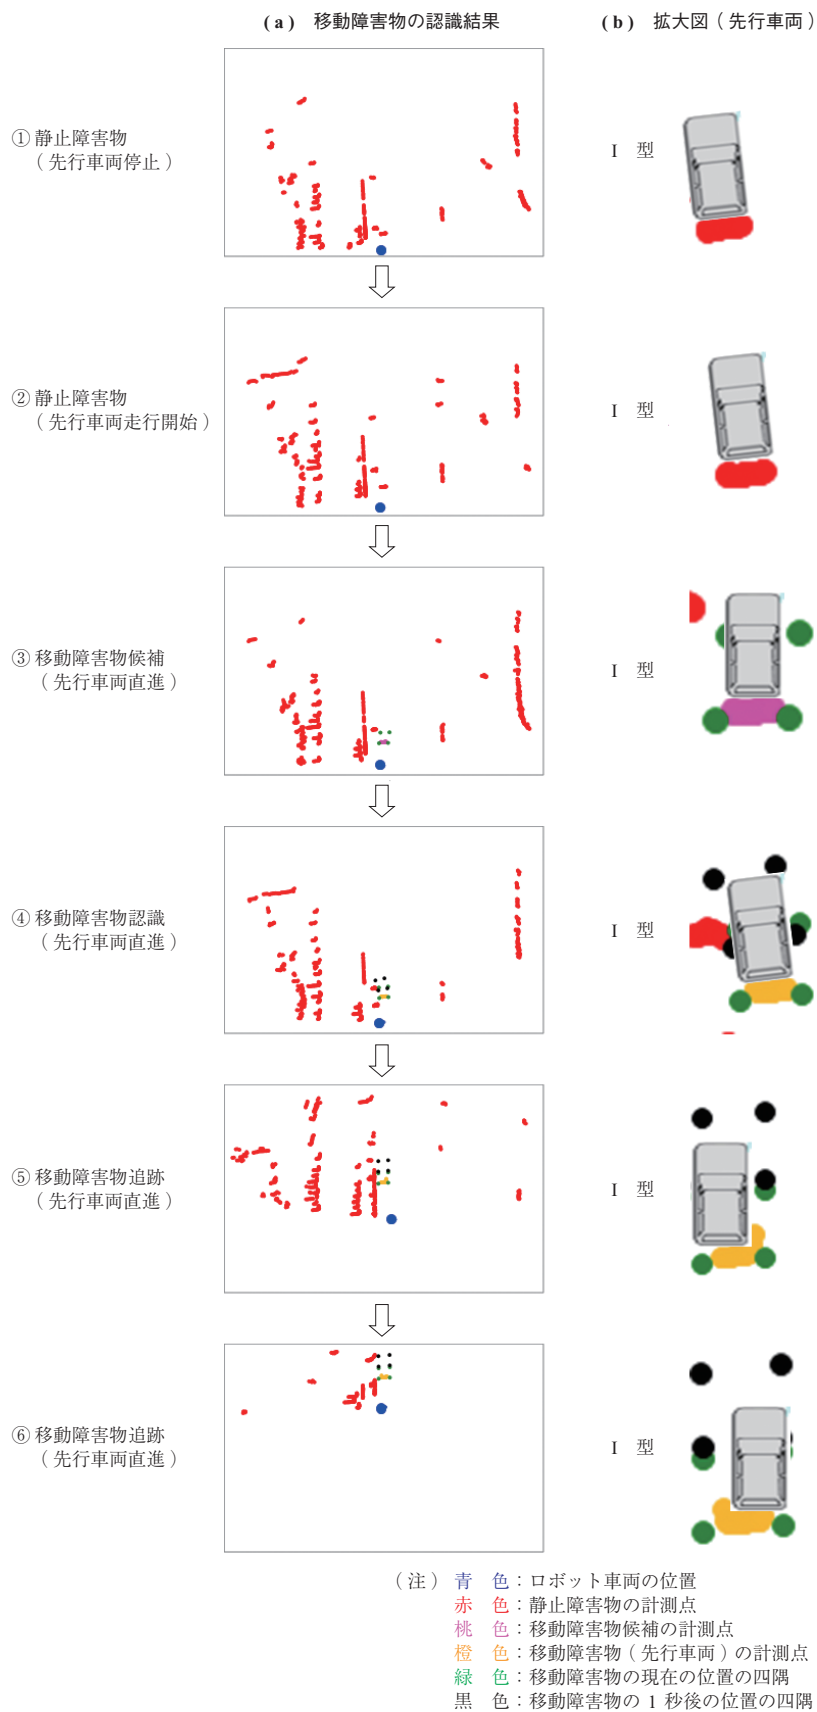 ( a ) 移動障害物の認識結果
( b ) 拡大図 ( 先行車両 )
① 静止障害物
( 先行車両停止 )
I 型
② 静止障害物
( 先行車両走行開始 )
I 型
③ 移動障害物候補
( 先行車両直進 )
I 型
④ 移動障害物認識
( 先行車両直進 )
I 型
⑤ 移動障害物追跡
( 先行車両直進 )
I 型
⑥ 移動障害物追跡
( 先行車両直進 )
I 型
( 注 ) 青 色：ロボット車両の位置
赤 色：静止障害物の計測点
桃 色：移動障害物候補の計測点
橙 色：移動障害物 ( 先行車両 ) の計測点
緑 色：移動障害物の現在の位置の四隅
黒 色：移動障害物の 1 秒後の位置の四隅